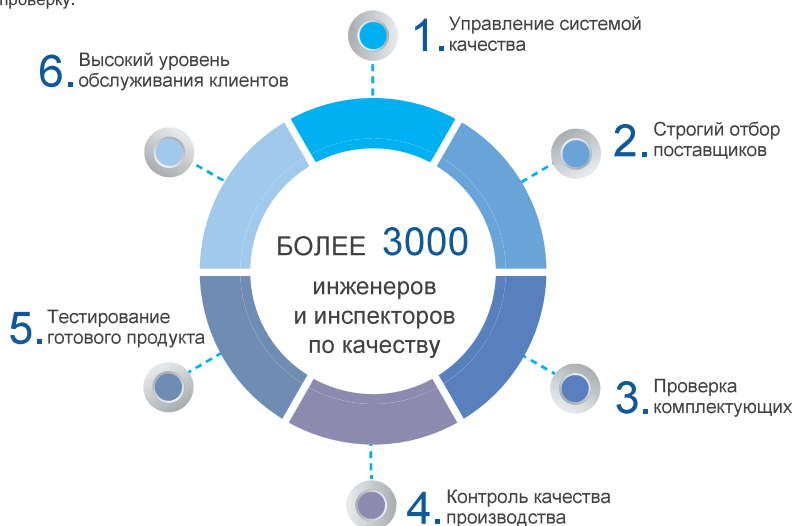 проверку.
1. Управление системой
качества
2. Строгий отбор
поставщиков
3. Проверка
комплектующих
4. Контроль качества
производства
5. Тестирование
готового продукта
6. Высокий уровень
обслуживания клиентов
БОЛЕЕ 3000
инженеров
и инспекторов
по качеству